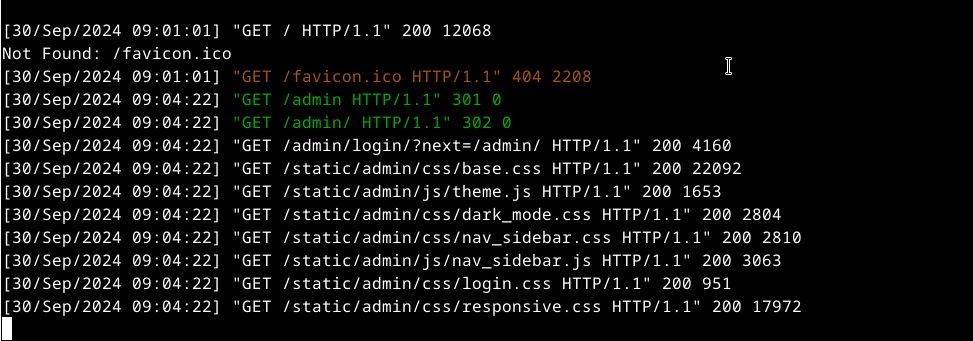 [30/Sep/2024 09:01:01] "GET / HTTP/1.1" 200 12068
Not Found: /favicon.ico
[30/Sep/2024 09:01:01] "GET /favicon.ico HTTP/1.1" 404 2208
[30/Sep/2024 09:04:22] "GET /admin HTTP/1.1" 301 0
[30/Sep/2024 09:04:22] "GET /admin/ HTTP/1.1" 302 0
[30/Sep/2024 09:04:22] "GET /admin/login/?next=/admin/ HTTP/1.1" 200 4160
[30/Sep/2024 09:04:22] "GET /static/admin/css/base.css HTTP/1.1" 200 22092
[30/Sep/2024 09:04:22] "GET /static/admin/js/theme.js HTTP/1.1" 200 1653
[30/Sep/2024 09:04:22] "GET /static/admin/css/dark_mode.css HTTP/1.1" 200 2804
[30/Sep/2024 09:04:22] "GET /static/admin/css/nav_sidebar.css HTTP/1.1" 200 2810
[30/Sep/2024 09:04:22] "GET /static/admin/js/nav_sidebar.js HTTP/1.1" 200 3063
[30/Sep/2024 09:04:22] "GET /static/admin/css/login.css HTTP/1.1" 200 951
[30/Sep/2024 09:04:22] "GET /static/admin/css/responsive.css HTTP/1.1" 200 17972